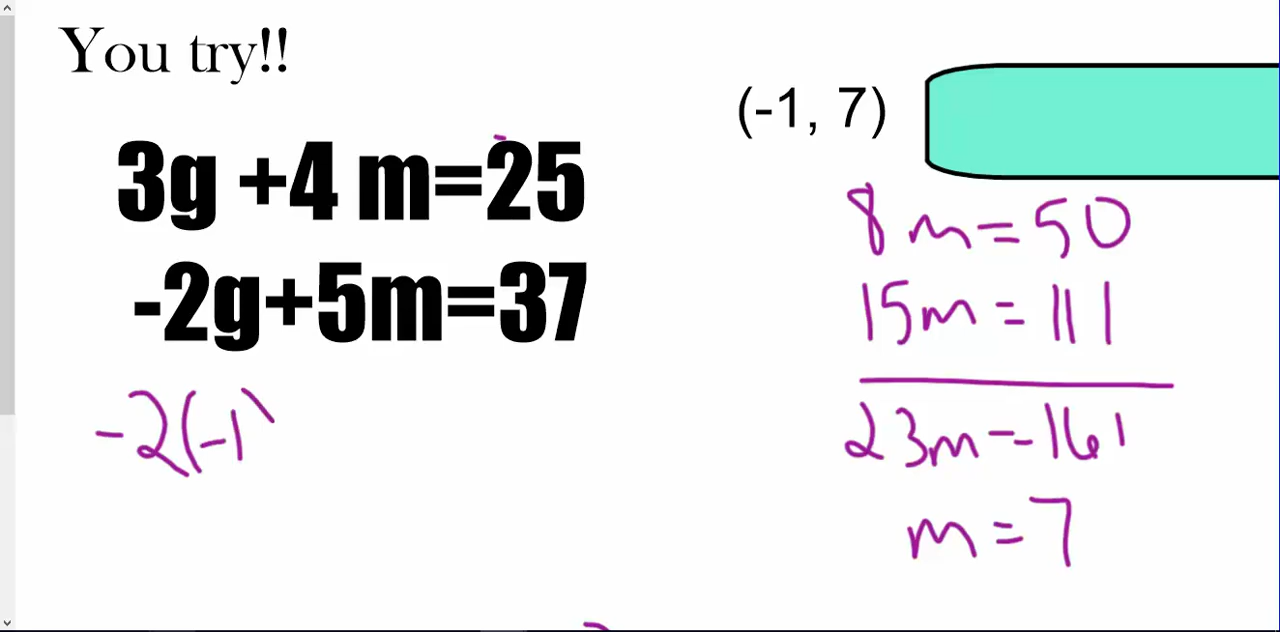 You try!!
(-1, 7)
3g +4 m=25
-2g+5m=37
-2(-1)
8m=50
15m=111
23m=161
m=7